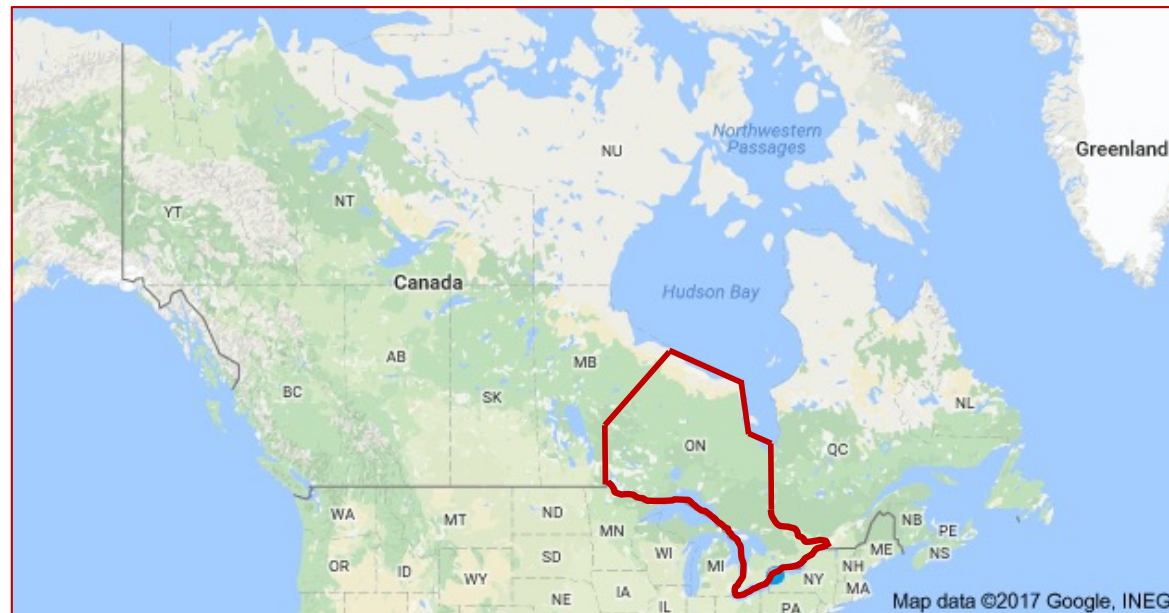 Northwestern
Passages
NU
Greenland
NT
YT
Canada
Hudson Bay
AB
MB
BC
SK
NL
ON
QC
WA
MT
ND
MN
NB
PE
OR
ID
SD
WI
MI
ME
NS
WY
NH
NY
MA
NE
IA
IL
PA
Map data ©2017 Google, INEG